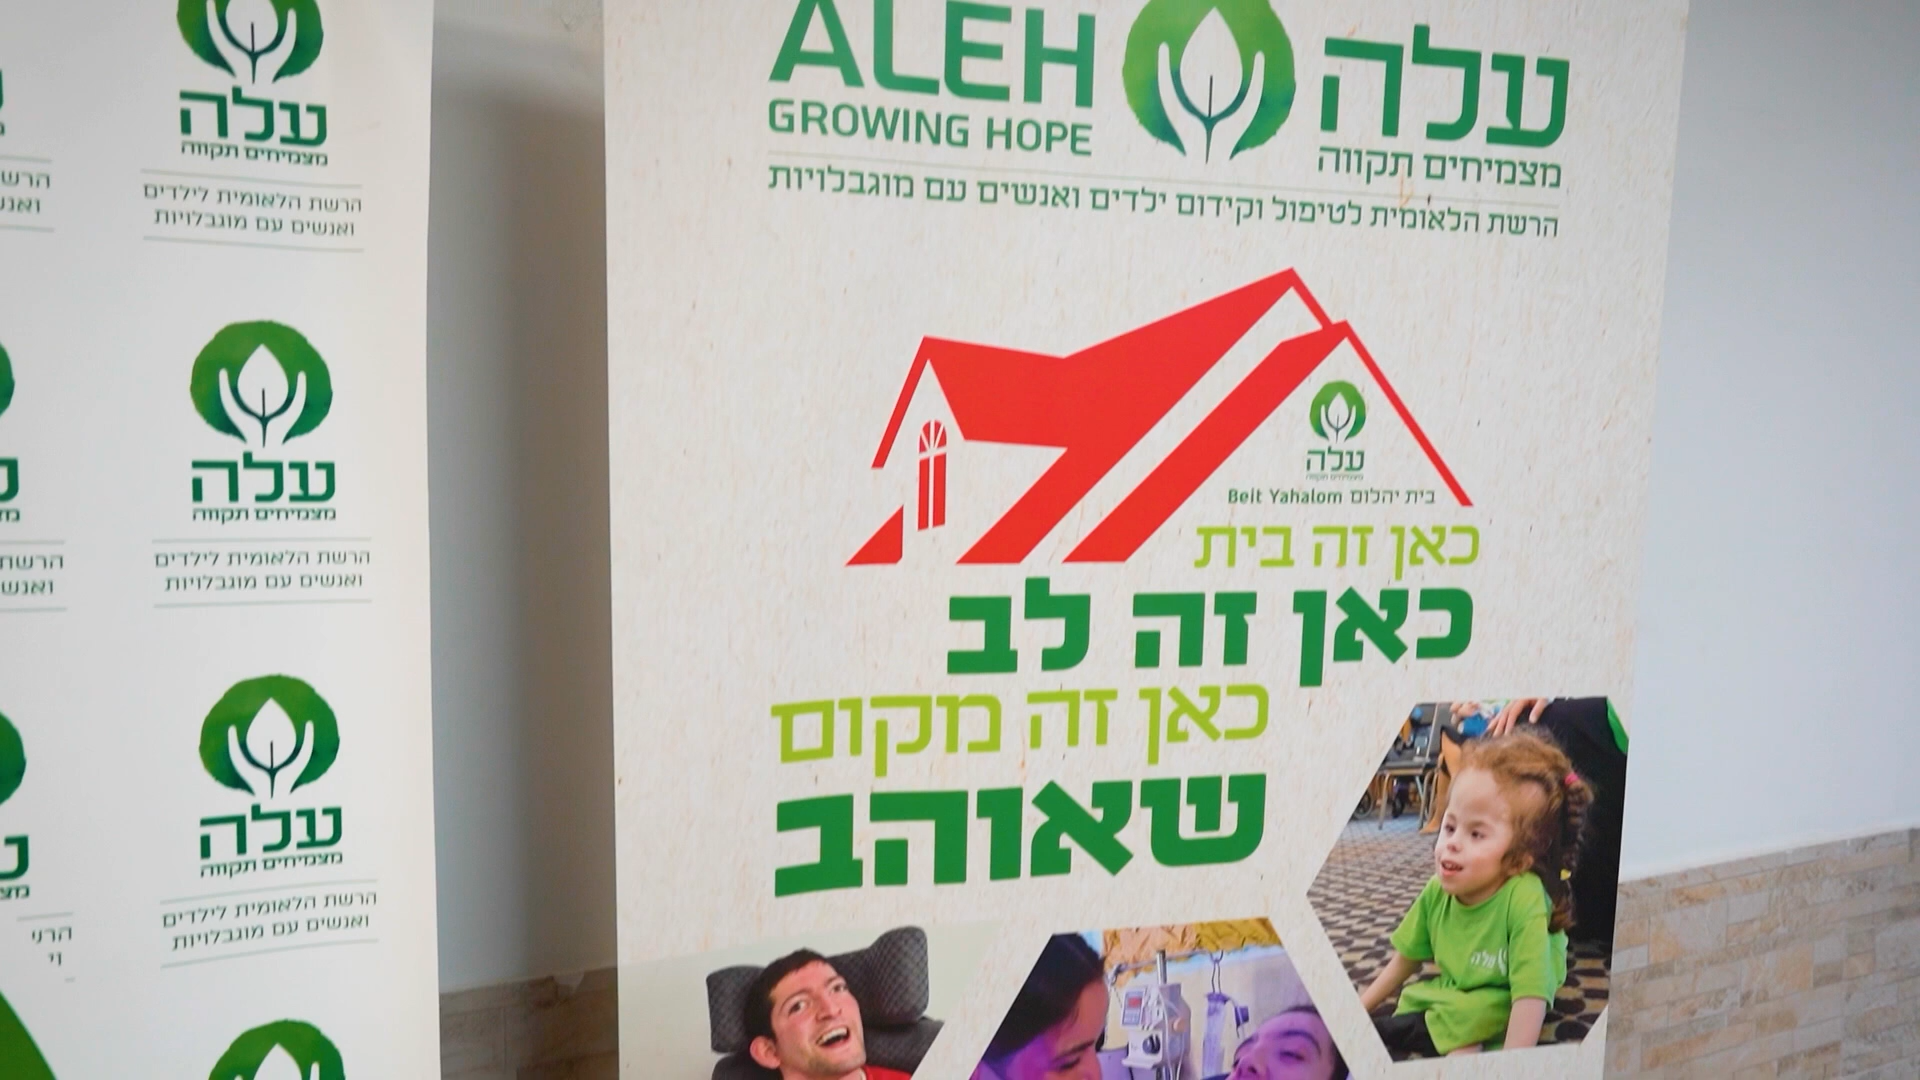 ALEH
GROWING HOPE
עלה
מצמיחים תקווה
הרשת הלאומית לטיפול וקידום ילדים ואנשים עם מוגבלויות
עלה
Beit Yahalom בית יהלום
כאן זה בית
כאן זה לב
כאן זה מקום
שאוהב
עלה
עלה
מצמיחים תקווה
הרשת הלאומית לילדים
ואנשים עם מוגבלויות
עלה
מצמיחים תקווה
הרשת הלאומית לילדים
ואנשים עם מוגבלויות
עלה
מצמיחים תקווה
הרשת הלאומית לילדים
ואנשים עם מוגבלויות